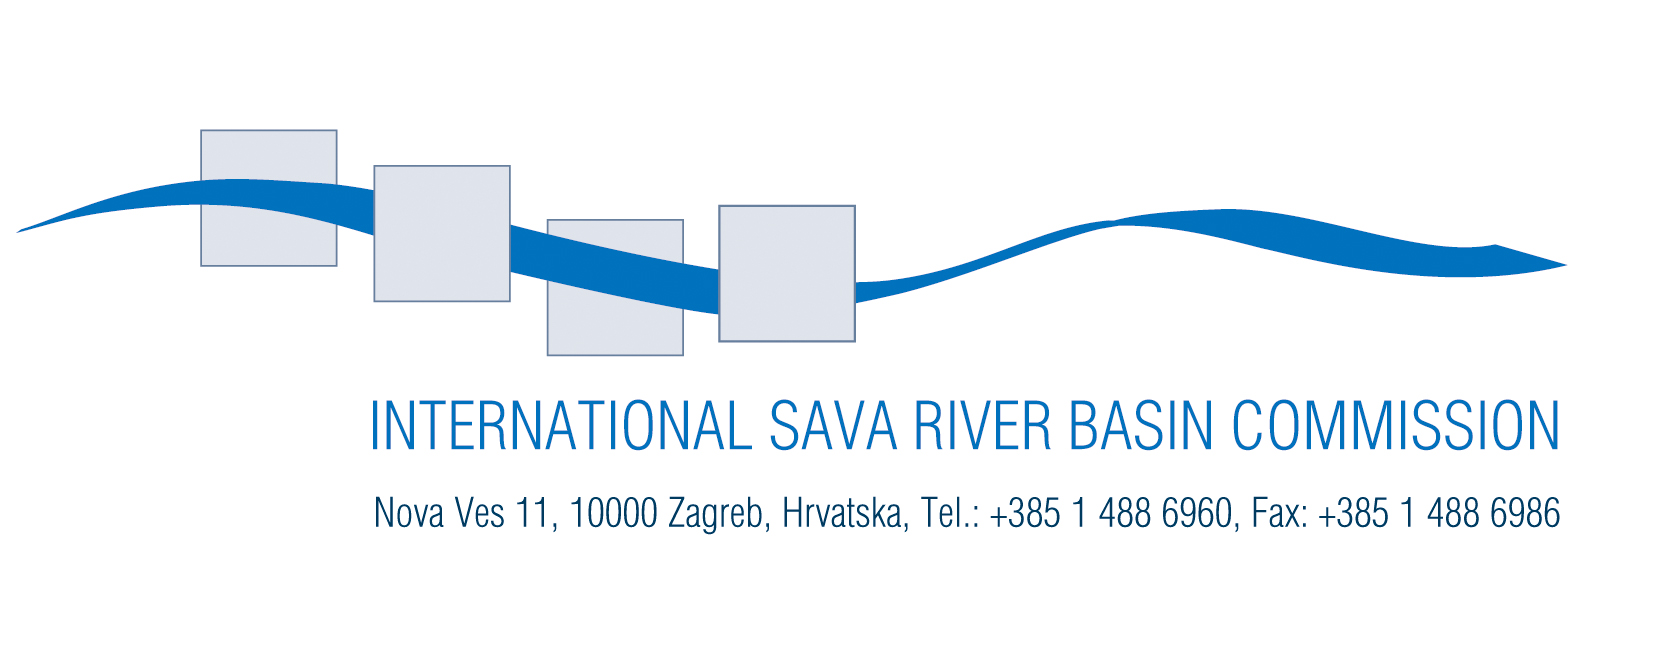 INTERNATIONAL SAVA RIVER BASIN COMMISSION
Nova Ves 11, 10000 Zagreb, Hrvatska, Tel.: +385 1 488 6960, Fax: +385 1 488 6986